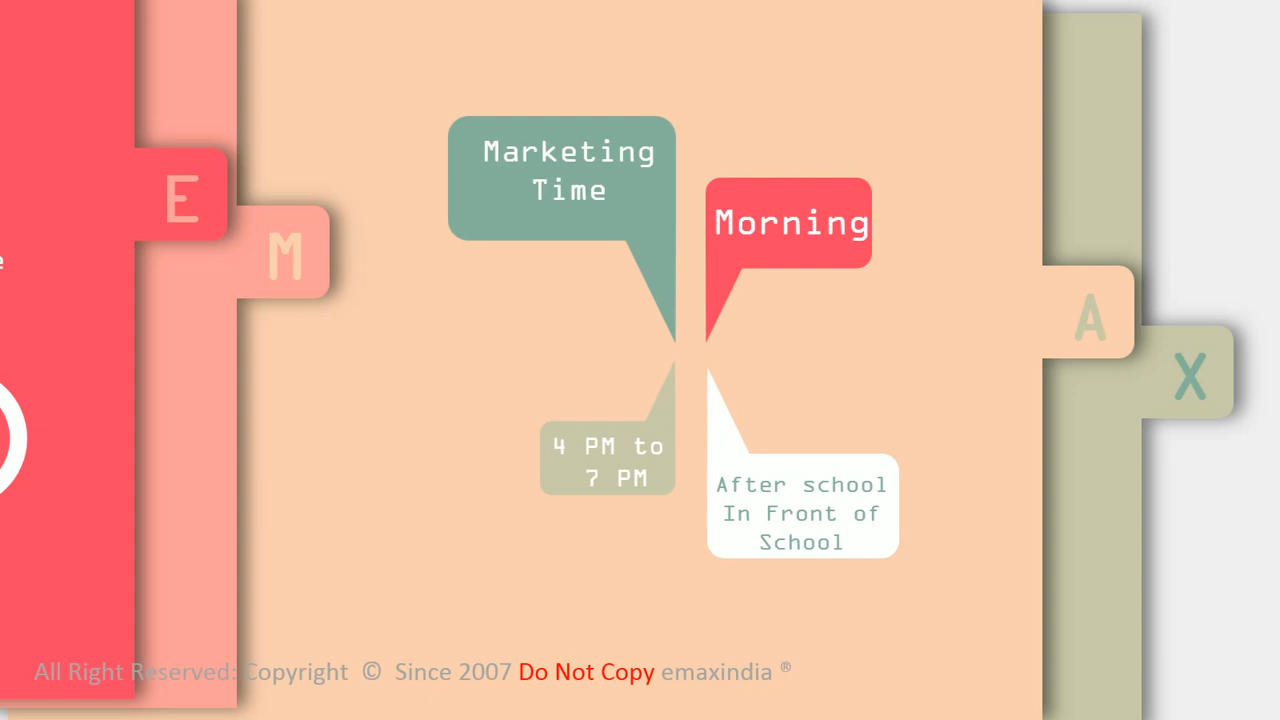 Marketing
Time
Morning
E
M
A
X
e
4 PM to
7 PM
After school
In Front of
School
All Right Reserved: Copyright © Since 2007 Do Not Copy emaxindia ®